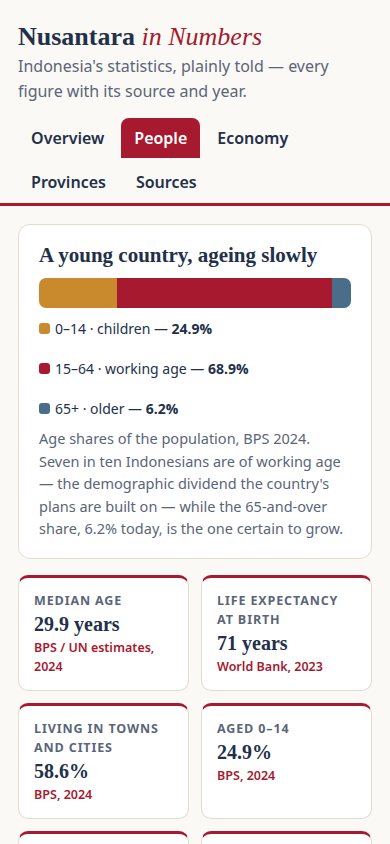 Nusantara in Numbers
Indonesia's statistics, plainly told — every
figure with its source and year.
Overview People Economy
Provinces Sources
A young country, ageing slowly
0–14 · children — 24.9%
15–64 · working age — 68.9%
65+ · older — 6.2%
Age shares of the population, BPS 2024.
Seven in ten Indonesians are of working age
— the demographic dividend the country's
plans are built on — while the 65-and-over
share, 6.2% today, is the one certain to grow.
MEDIAN AGE
29.9 years
BPS / UN estimates,
2024
LIFE EXPECTANCY
AT BIRTH
71 years
World Bank, 2023
LIVING IN TOWNS
AND CITIES
58.6%
BPS, 2024
AGED 0–14
24.9%
BPS, 2024